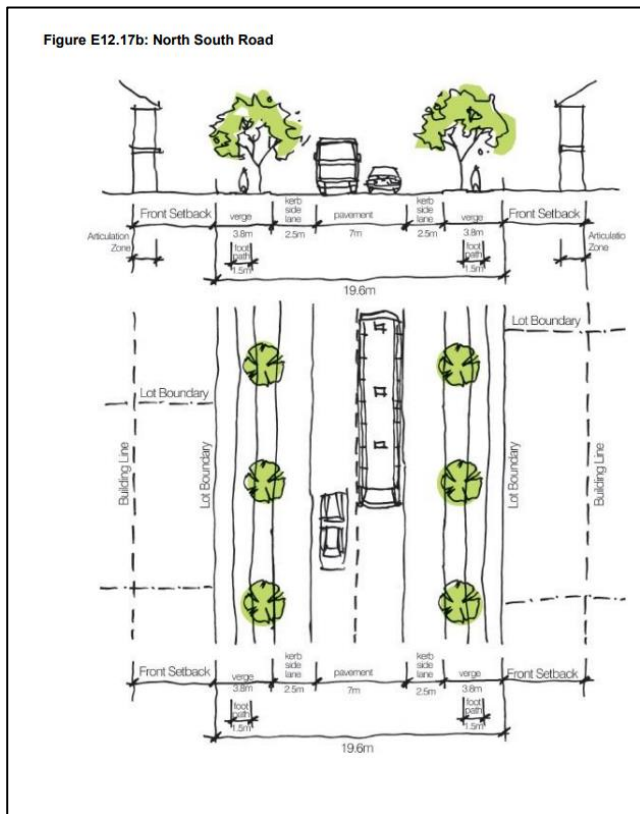 Figure E12.17b: North South Road
Front Setback verge kerb side lane pavement kerb side lane verge Front Setback
3.8m 2.5m 7m 2.5m 3.8m
Articulation Zone foot path 1.5m foot path 1.5m Articulatio Zone
19.6m
Lot Boundary
Lot Boundary
Building Line
Lot Boundary
Lot Boundary
Building Line
Front Setback verge kerb side lane pavement kerb side lane verge Front Setback
3.8m 2.5m 7m 2.5m 3.8m
foot path 1.5m foot path 1.5m
19.6m